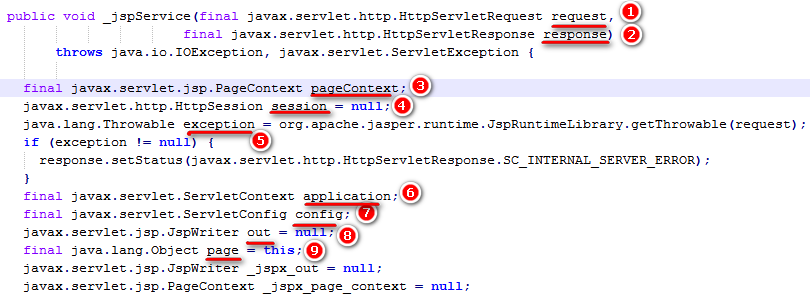 public void _jspService(final javax.servlet.http.HttpServletRequest request, 1
final javax.servlet.http.HttpServletResponse response) 2
throws java.io.IOException, javax.servlet.ServletException {
final javax.servlet.jsp.PageContext pageContext; 3
javax.servlet.http.HttpSession session = null; 4
java.lang.Throwable exception = org.apache.jasper.runtime.JspRuntimeLibrary.getThrowable(request);
if (exception != null) { 5
response.setStatus(javax.servlet.http.HttpServletResponse.SC_INTERNAL_SERVER_ERROR);
}
final javax.servlet.ServletContext application; 6
final javax.servlet.ServletConfig config; 7
javax.servlet.jsp.JspWriter out = null; 8
final java.lang.Object page = this; 9
javax.servlet.jsp.JspWriter _jspx_out = null;
javax.servlet.jsp.PageContext _jspx_page_context = null;